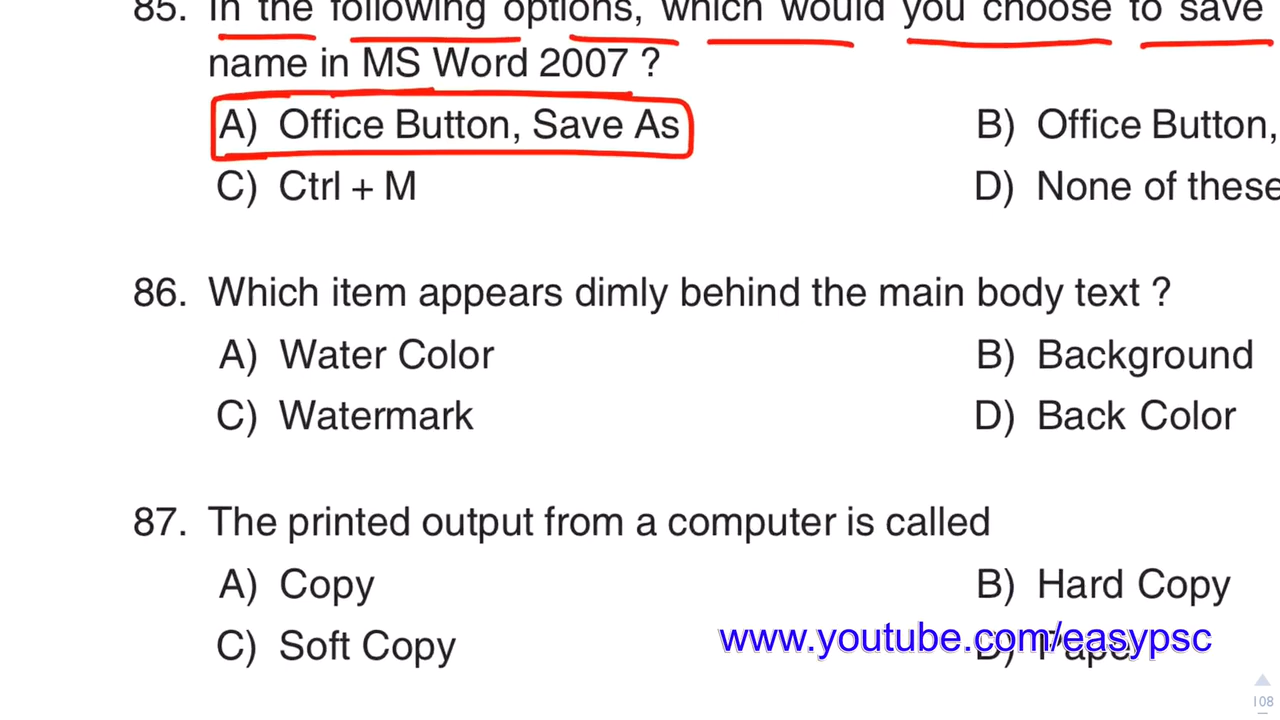 85. In the following options, which would you choose to save
name in MS Word 2007 ?
A) Office Button, Save As B) Office Button,
C) Ctrl + M D) None of these
86. Which item appears dimly behind the main body text ?
A) Water Color B) Background
C) Watermark D) Back Color
87. The printed output from a computer is called
A) Copy B) Hard Copy
C) Soft Copy D) Pape
www.youtube.com/easypsc
108